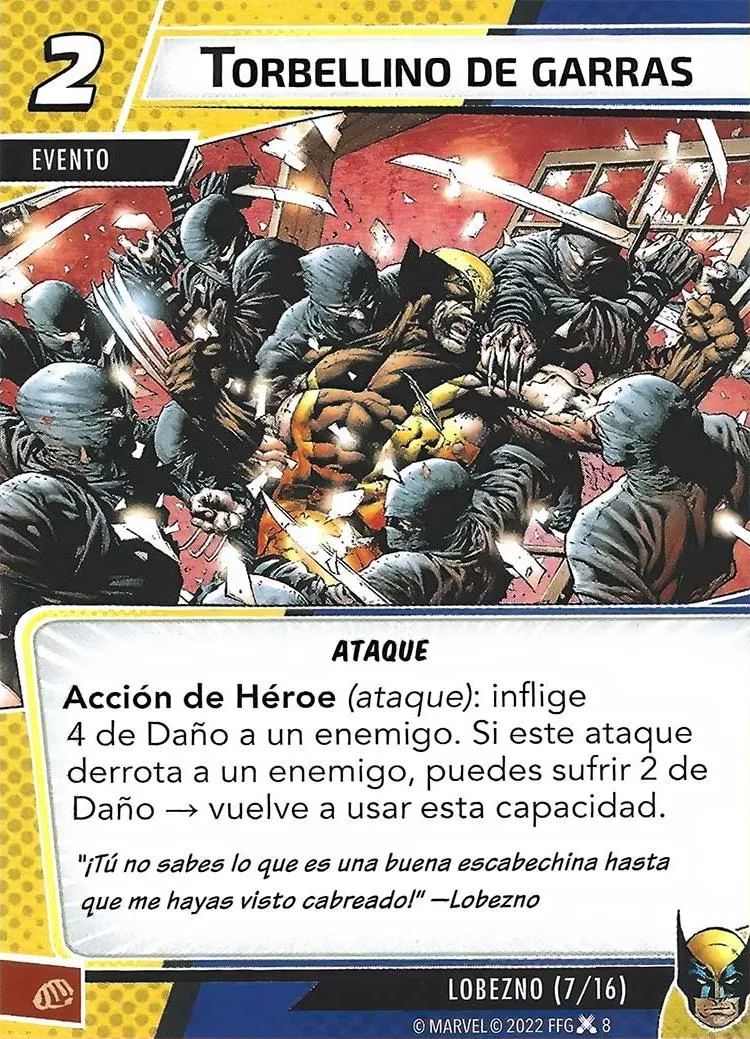 2
TORBELLINO DE GARRAS
EVENTO
ATAQUE
Acción de Héroe (ataque): inflige
4 de Daño a un enemigo. Si este ataque
derrota a un enemigo, puedes sufrir 2 de
Daño → vuelve a usar esta capacidad.
"¡Tú no sabes lo que es una buena escabechina hasta
que me hayas visto cabreado!" —Lobezno
LOBEZNO (7/16)
© MARVEL © 2022 FFG 8